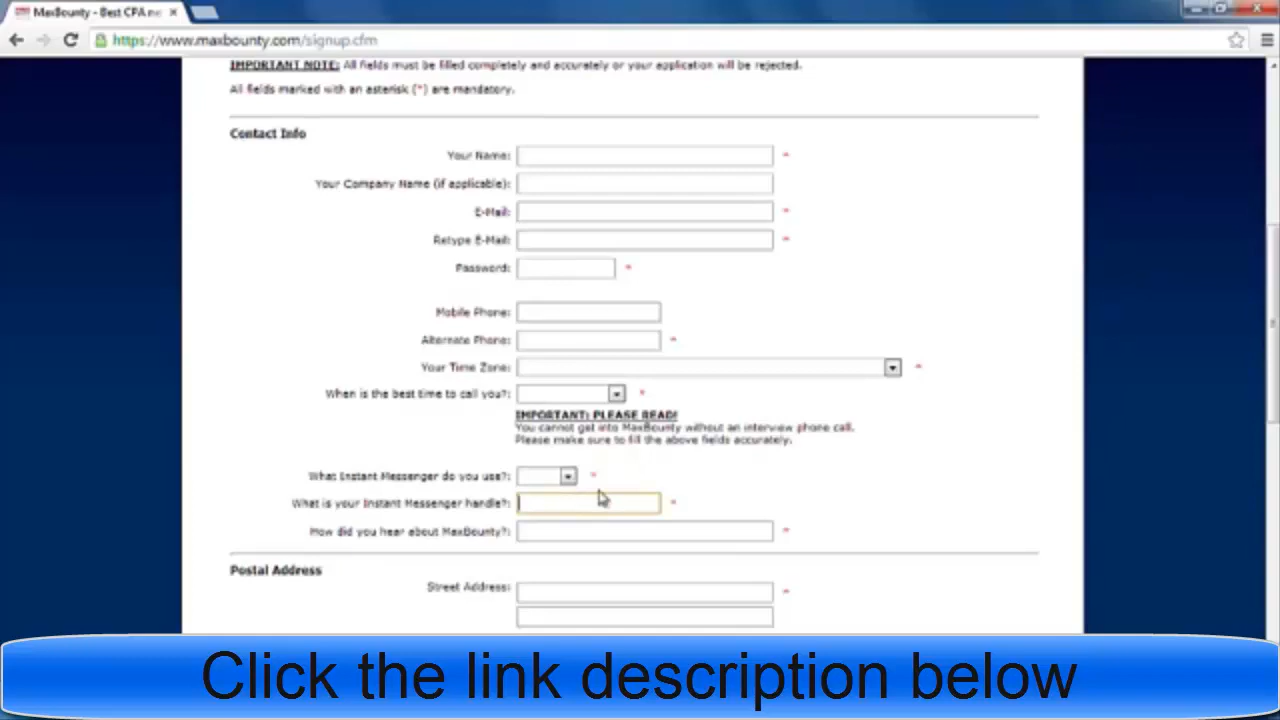 MaxBounty - Best CPA ne
https://www.maxbounty.com/signup.cfm
IMPORTANT NOTE: All fields must be filled completely and accurately or your application will be rejected.
All fields marked with an asterisk (*) are mandatory.
Contact Info
Your Name: *
Your Company Name (if applicable):
E-Mail: *
Retype E-Mail: *
Password: *
Mobile Phone:
Alternate Phone: *
Your Time Zone: *
When is the best time to call you?: *
IMPORTANT: PLEASE READ!
You cannot get into MaxBounty without an interview phone call.
Please make sure to fill the above fields accurately.
What Instant Messenger do you use?: *
What is your Instant Messenger handle?: *
How did you hear about MaxBounty?: *
Postal Address
Street Address: *
Click the link description below